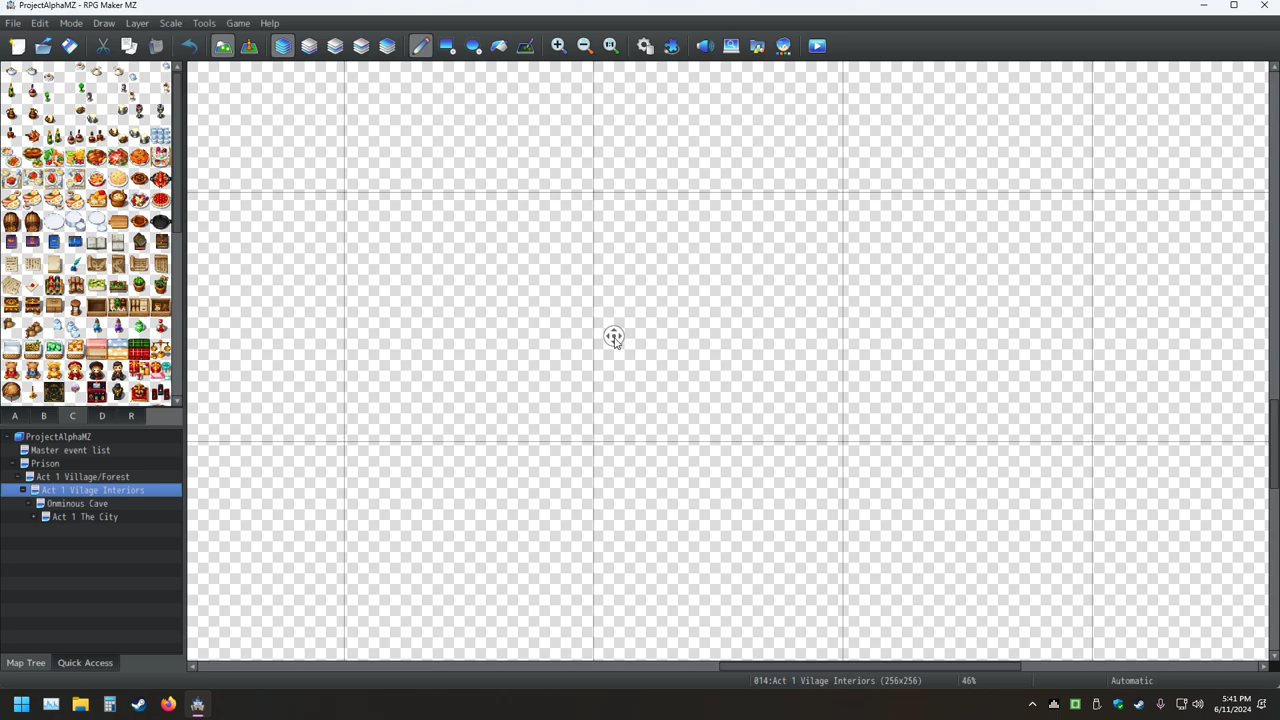 ProjectAlphaMZ - RPG Maker MZ
File Edit Mode Draw Layer Scale Tools Game Help
A B C D R
ProjectAlphaMZ
Master event list
Prison
Act 1 Village/Forest
Act 1 Vilage Interiors
Onminous Cave
Act 1 The City
Map Tree Quick Access
014:Act 1 Vilage Interiors (256x256) 46% Automatic
5:41 PM
6/11/2024